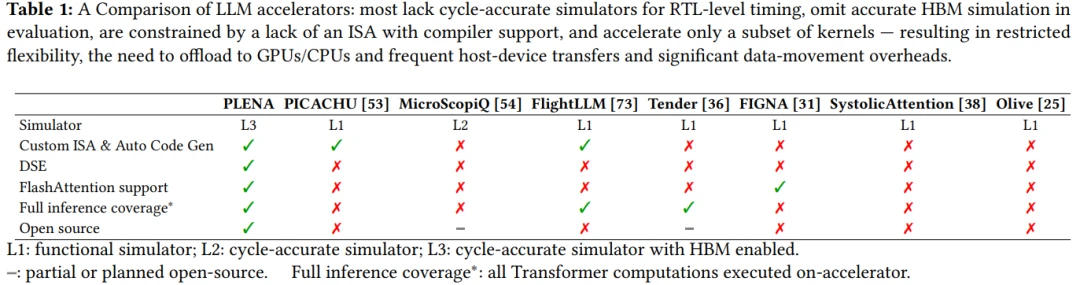 Table 1: A Comparison of LLM accelerators: most lack cycle-accurate simulators for RTL-level timing, omit accurate HBM simulation in
evaluation, are constrained by a lack of an ISA with compiler support, and accelerate only a subset of kernels — resulting in restricted
flexibility, the need to offload to GPUs/CPUs and frequent host-device transfers and significant data-movement overheads.
PLENA PICACHU [53] MicroScopiQ [54] FlightLLM [73] Tender [36] FIGNA [31] SystolicAttention [38] Olive [25]
Simulator L3 L1 L2 L1 L1 L1 L1 L1
Custom ISA & Auto Code Gen ✓ ✓ ✗ ✓ ✗ ✗ ✗ ✗
DSE ✓ ✗ ✗ ✗ ✗ ✗ ✗ ✗
FlashAttention support ✓ ✗ ✗ ✗ ✗ ✓ ✗ ✗
Full inference coverage* ✓ ✗ ✗ ✓ ✓ ✗ ✗ ✗
Open source ✓ ✗ – ✗ – ✗ ✗ ✗
L1: functional simulator; L2: cycle-accurate simulator; L3: cycle-accurate simulator with HBM enabled.
–: partial or planned open-source. Full inference coverage*: all Transformer computations executed on-accelerator.